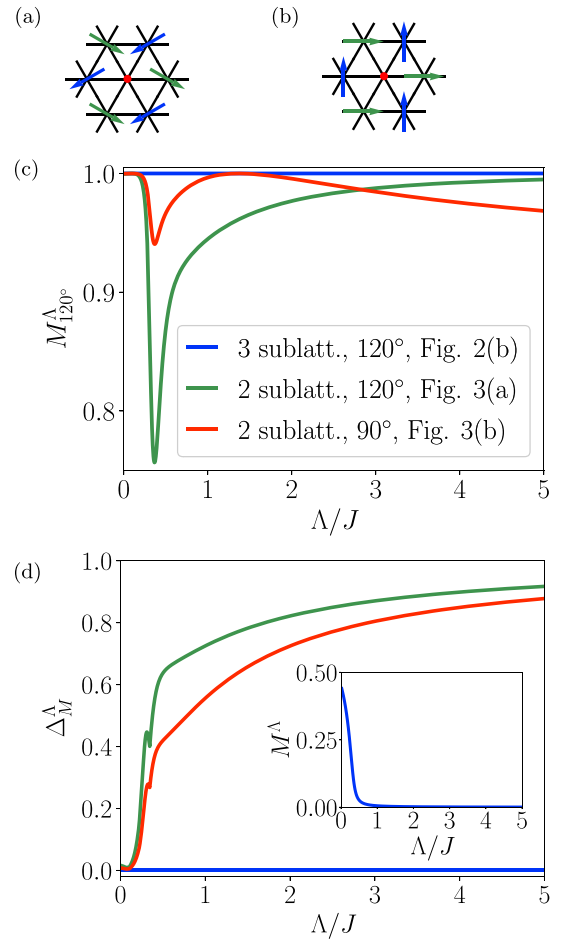 (a)
(b)
(c)
1.0
0.9
0.8
M^Λ_120°
3 sublatt., 120°, Fig. 2(b)
2 sublatt., 120°, Fig. 3(a)
2 sublatt., 90°, Fig. 3(b)
0 1 2 3 4 5
Λ/J
(d)
1.0
0.8
0.6
0.4
0.2
0.0
Δ^Λ_M
0.50
0.25
0.00
M^Λ
0 1 2 3 4 5
Λ/J
0 1 2 3 4 5
Λ/J